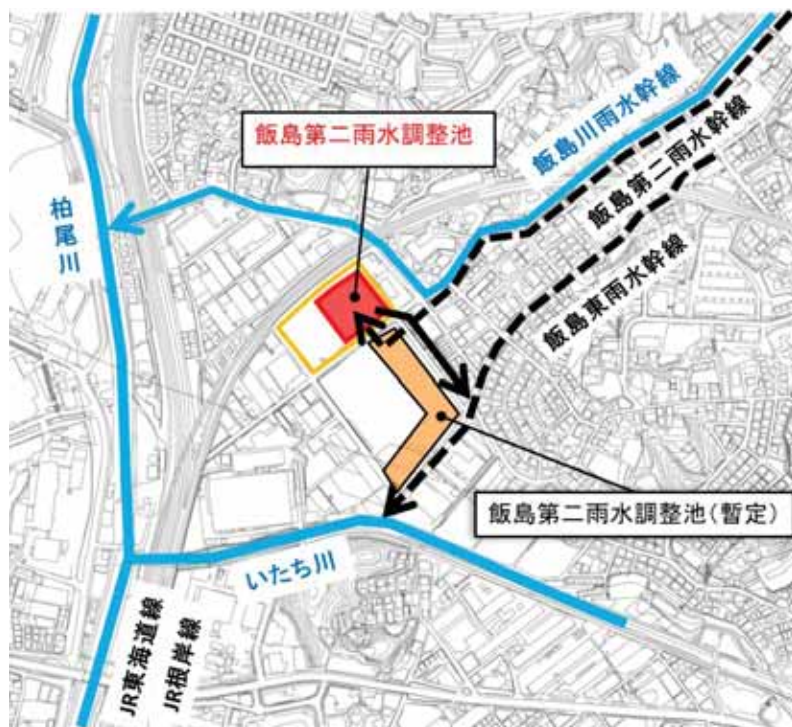 飯島第二雨水調整池
飯島川雨水幹線
飯島第二雨水幹線
飯島東雨水幹線
柏尾川
飯島第二雨水調整池(暫定)
いたち川
JR東海道線
JR根岸線